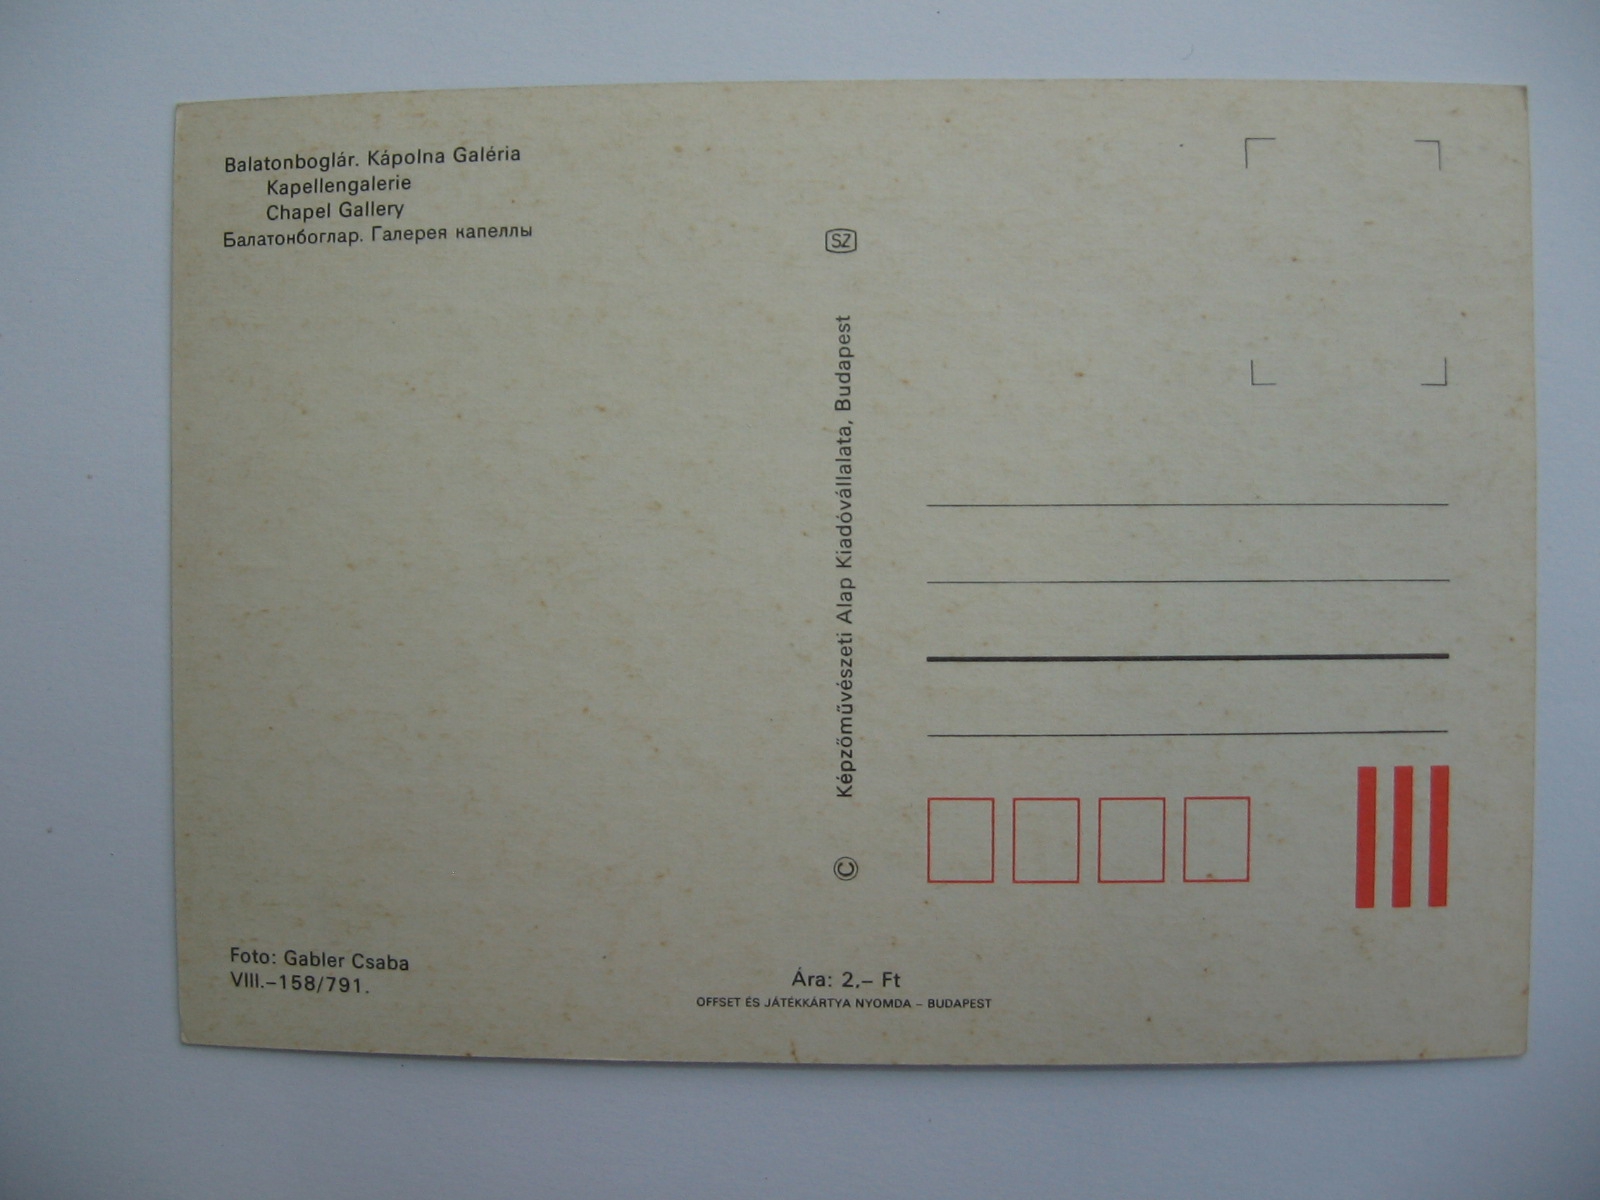 Balatonboglár. Kápolna Galéria
Kapellengalerie
Chapel Gallery
Балатонбоглар. Галерея капеллы
SZ
© Képzőművészeti Alap Kiadóvállalata, Budapest
Foto: Gabler Csaba
VIII.–158/791.
Ára: 2,– Ft
OFFSET ÉS JÁTÉKKÁRTYA NYOMDA – BUDAPEST